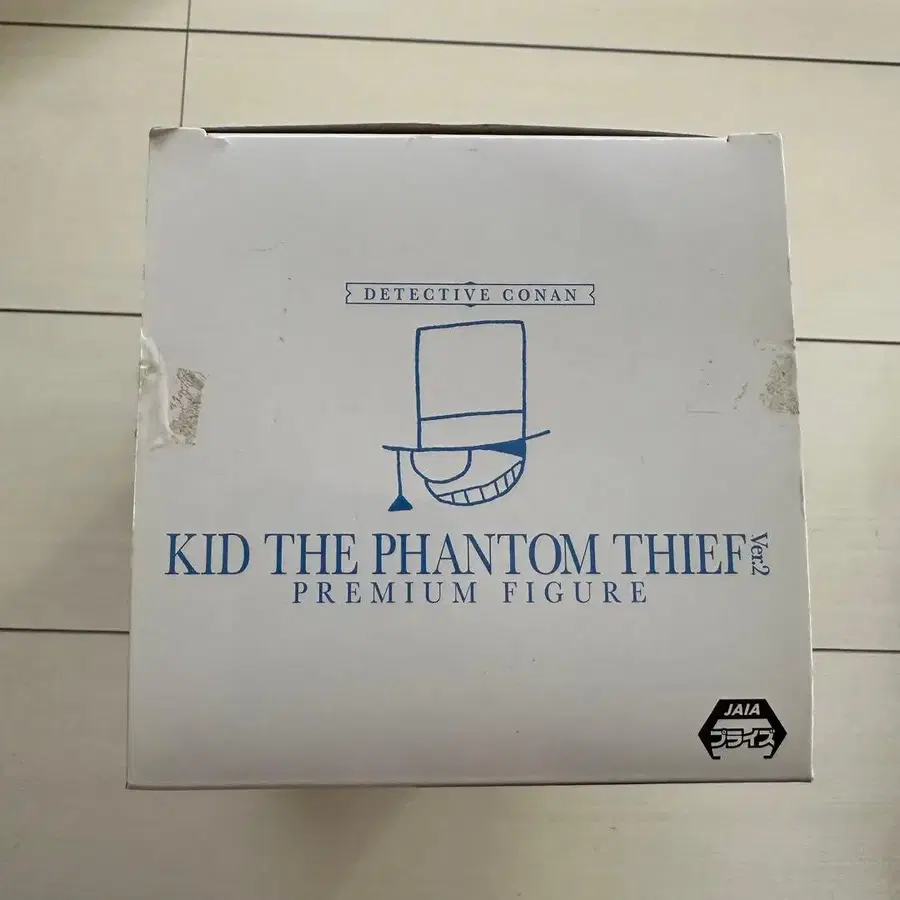 DETECTIVE CONAN
KID THE PHANTOM THIEF Ver.2
PREMIUM FIGURE
JAIA
プライズ